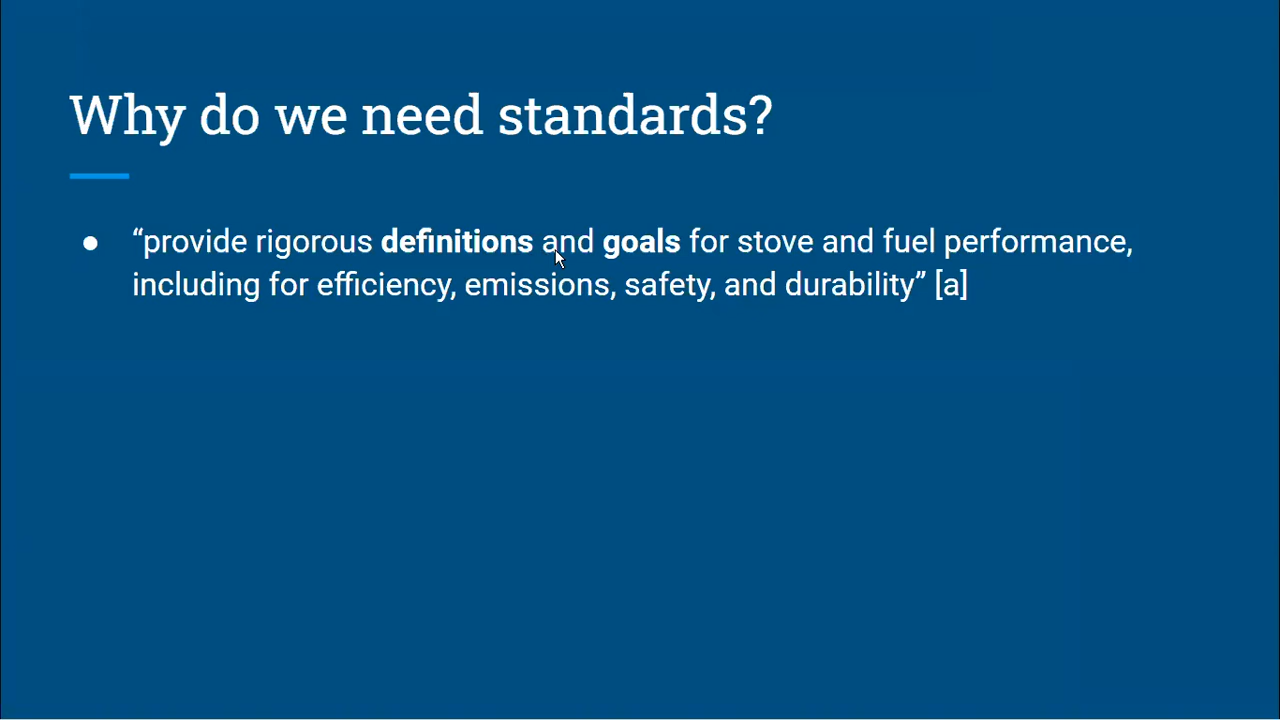 Why do we need standards?
● “provide rigorous definitions and goals for stove and fuel performance,
including for efficiency, emissions, safety, and durability” [a]